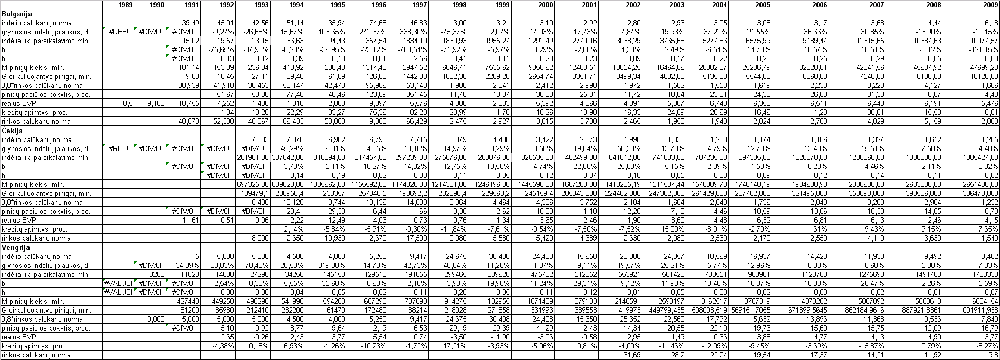 1989 1990 1991 1992 1993 1994 1995 1996 1997 1998 1999 2000 2001 2002 2003 2004 2005 2006 2007 2008 2009
Bulgarija
indėlio palūkanų norma 39,49 45,01 42,56 51,14 35,94 74,68 46,83 3,00 3,21 3,10 2,92 2,80 2,93 3,05 3,08 3,17 3,68 4,44 6,18
grynosios indėlių įplaukos, d #REF! #DIV/0! #DIV/0! -9,27% -26,68% 15,67% 106,65% 242,67% 338,30% -45,37% 2,07% 14,03% 17,73% 7,84% 19,93% 37,22% 21,55% 36,66% 30,85% -16,90% -10,15%
indėliai iki pareikalavimo mln. 15,02 19,57 23,15 36,63 94,43 357,54 1834,10 1860,93 1955,27 2292,49 2770,16 3068,29 3765,68 5277,86 6575,99 9189,44 12315,65 10687,63 10077,57
b #DIV/0! -75,65% -34,98% -6,28% -36,95% -23,12% -783,54% -71,92% -5,97% 8,29% -2,86% 4,33% 2,49% -6,54% 14,78% 10,54% 10,51% -3,12% -121,15%
h #DIV/0! 0,13 0,12 0,39 -0,13 0,81 2,56 -0,41 0,11 0,28 0,23 0,09 0,17 0,22 0,23 0,25 0,29 0,05 0,00
M pinigų kiekis, mln. 101,14 153,39 236,04 418,92 588,43 1317,43 5947,52 6646,71 7535,62 9856,62 12400,51 13854,25 16464,66 20302,37 25236,79 32020,61 42041,56 45687,92 47699,23
G cirkuliuojantys pinigai, mln. 9,80 18,45 27,11 39,40 61,89 126,60 1442,03 1882,30 2209,20 2654,74 3351,71 3499,34 4002,60 5135,00 5544,00 6360,00 7540,00 8186,00 18126,00
0,8*rinkos palūkanų norma 38,939 41,910 38,453 53,147 42,470 95,906 53,143 1,980 2,341 2,412 2,990 1,972 1,562 1,558 1,619 2,230 3,223 4,127 1,606
pinigų pasiūlos pokytis, proc. 51,67 53,88 77,48 40,46 123,89 351,45 11,76 13,37 30,80 25,81 11,72 18,84 23,31 24,30 26,88 31,30 8,67 4,40
realus BVP -0,5 -9,100 -10,755 -7,252 -1,480 1,818 2,860 -9,397 -5,576 4,006 2,303 5,392 4,066 4,891 5,007 6,748 6,358 6,511 6,448 6,191 -5,476
kreditų apimtys, proc. 1,84 10,28 -22,29 -33,27 75,36 -82,28 -28,99 -1,70 16,26 13,90 16,33 24,09 20,69 16,46 1,23 36,61 15,50 8,01
rinkos palūkanų norma 48,673 52,388 48,067 66,433 53,088 119,883 66,429 2,475 2,927 3,015 3,738 2,465 1,953 1,948 2,024 2,788 4,029 5,159 2,008
Čekija
indėlio palūkanų norma 7,033 7,070 6,962 6,793 7,715 8,079 4,480 3,422 2,873 1,998 1,333 1,283 1,174 1,186 1,324 1,612 1,265
grynosios indėlių įplaukos, d #REF! #DIV/0! #DIV/0! #DIV/0! #DIV/0! 45,29% -6,01% -4,85% -13,16% -14,97% -3,29% 8,56% 19,84% 56,38% 13,73% 4,79% 12,70% 13,43% 15,51% 7,58% 4,40%
indėliai iki pareikalavimo mln. 201961,00 307642,00 310894,00 317457,00 297239,00 275676,00 288876,00 326535,00 402499,00 641012,00 741803,00 787235,00 897305,00 1028370,00 1200060,00 1306880,00 1385427,00
b #DIV/0! #DIV/0! #DIV/0! 3,73% 5,11% -10,27% 14,32% -12,75% -18,58% 4,74% 22,88% -25,03% -5,15% -2,89% -1,53% 0,20% 4,46% -2,11% 0,82%
h #DIV/0! #DIV/0! 0,14 0,19 -0,02 -0,08 -0,11 -0,05 0,12 0,07 -0,16 0,05 0,03 0,09 0,12 0,14 0,11 -0,02
M pinigų kiekis, mln. 697325,00 839623,00 1085662,00 1155592,00 1174826,00 1214331,00 1246196,00 1445598,00 1607268,00 1410235,19 1511507,44 1578889,78 1746148,19 1984600,90 2308600,00 2633000,00 2651400,00
G cirkuliuojantys pinigai, mln. 189479,1 208956,4 238357 257346,5 198692,2 202890,4 229560,2 245159,4 205843,000 224402,000 247362,000 261429,000 287762,000 321495,000 353090,000 398536,000 386473,000
0,8*rinkos palūkanų norma 6,400 10,120 8,744 10,136 14,000 8,064 4,464 4,336 3,752 2,104 1,664 2,048 1,736 2,040 3,288 2,904 1,232
pinigų pasiūlos pokytis, proc. #DIV/0! #DIV/0! #DIV/0! 20,41 29,30 6,44 1,66 3,36 2,62 16,00 11,18 -12,26 7,18 4,46 10,59 13,66 16,33 14,05 0,70
realus BVP -11,61 -0,51 0,06 2,22 12,49 4,03 -0,73 -0,76 1,34 3,65 2,46 1,90 3,60 4,48 6,32 6,81 6,13 2,46 -4,15
kreditų apimtys, proc. 2,14% -5,84% -5,91% -0,30% -11,84% -7,61% -9,54% -7,50% -7,52% 15,00% -8,01% -2,70% 11,61% 9,43% 9,15% 7,65%
rinkos palūkanų norma 8,000 12,650 10,930 12,670 17,500 10,080 5,580 5,420 4,689 2,630 2,080 2,560 2,170 2,550 4,110 3,630 1,540
Vengrija
indėlio palūkanų norma 5 5,000 5,000 4,500 4,000 5,250 9,417 24,675 30,408 24,408 15,650 20,308 24,357 18,569 16,937 14,420 11,938 9,492 8,402
grynosios indėlių įplaukos, d #DIV/0! 34,39% 30,03% 78,40% 20,50% 319,30% -14,78% 42,73% 46,84% -11,26% 1,37% -9,11% -19,57% -25,21% 5,77% 12,96% -0,30% -0,60% 5,00% 7,03%
indėliai iki pareikalavimo mln. 8200 11020 14880 27290 34250 145150 129510 191655 299465 339626 475732 512352 553921 561420 730551 960901 1120780 1275690 1491780 1738330
b #VALUE! #DIV/0! #DIV/0! -2,54% -8,30% -5,55% 35,60% -8,63% 2,16% 3,93% -19,98% -11,24% -29,31% -9,12% -11,90% -13,40% -10,07% -18,08% -26,47% -2,26% -5,59%
h #VALUE! #DIV/0! #DIV/0! 0,00 0,06 0,04 0,05 -0,02 0,11 0,20 0,05 0,11 -0,12 -0,01 -0,05 0,00 0,02 0,00 0,02 0,01 0,07
M pinigų kiekis, mln. 427440 449250 498290 541990 594260 607290 707693 914275 1182955 1671409 1879183 2148591 2590197 3162517 3787319 4378262 5067892 5680613 6634154
G cirkuliuojantys pinigai, mln. 181200 185980 212410 232200 161470 172480 188214 218028 271858 331993 389553 419973 449799,435 508003,519 569151,7055 671899,5645 862184,9616 887921,8361 1001911,938
0,8*rinkos palūkanų norma 0,000 5,000 5,000 5,000 4,500 4,000 5,250 9,417 24,675 30,408 24,408 15,650 25,352 22,560 17,792 15,632 13,896 11,368 9,536 7,840
pinigų pasiūlos pokytis, proc. #DIV/0! 5,10 10,92 8,77 9,64 2,19 16,53 29,19 29,39 41,29 12,43 14,34 20,55 22,10 19,76 15,60 15,75 12,09 16,79
realus BVP 2,65 -0,26 2,43 3,77 5,54 0,74 -3,50 -11,90 -3,06 -0,58 2,95 1,49 0,66 3,88 4,77 4,13 4,90 3,77
kreditų apimtys, proc. -4,38% 0,18% 6,93% -1,26% -10,23% -1,72% 17,21% -3,93% -5,06% 0,81% -4,00% -11,46% -12,09% -9,45% -3,69% -15,87% 0,79% -8,27%
rinkos palūkanų norma 31,69 28,2 22,24 19,54 17,37 14,21 11,92 9,8